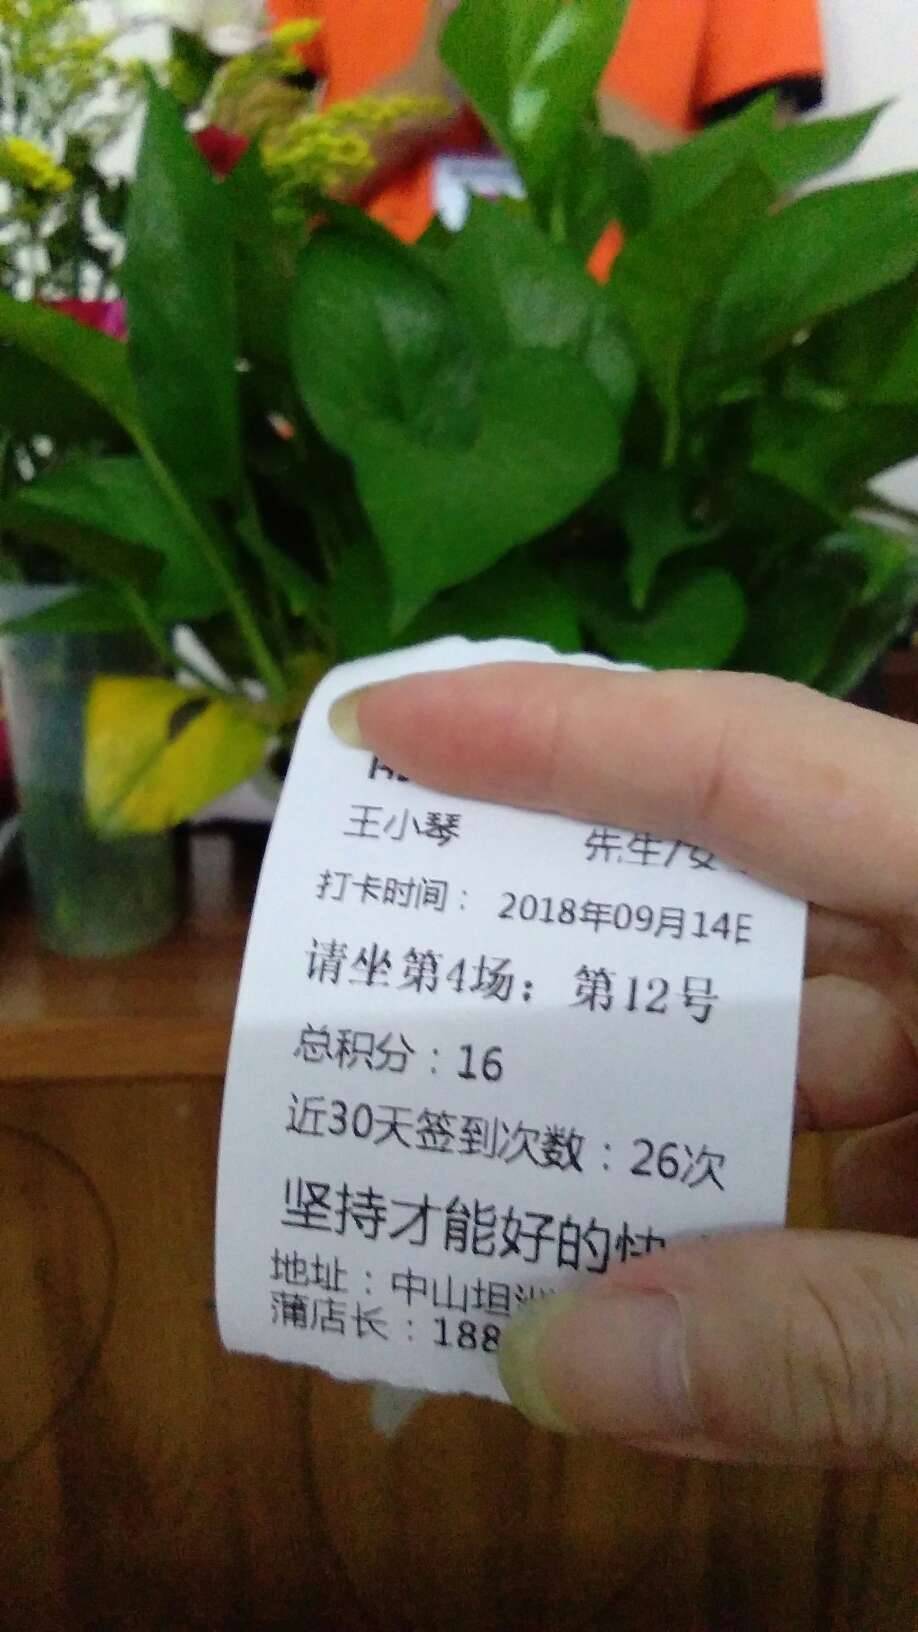 王小琴 先生/女
打卡时间： 2018年09月14
请坐第4场：第12号
总积分：16
近30天签到次数：26次
坚持才能好的快
地址：中山坦洲
蒲店长：188